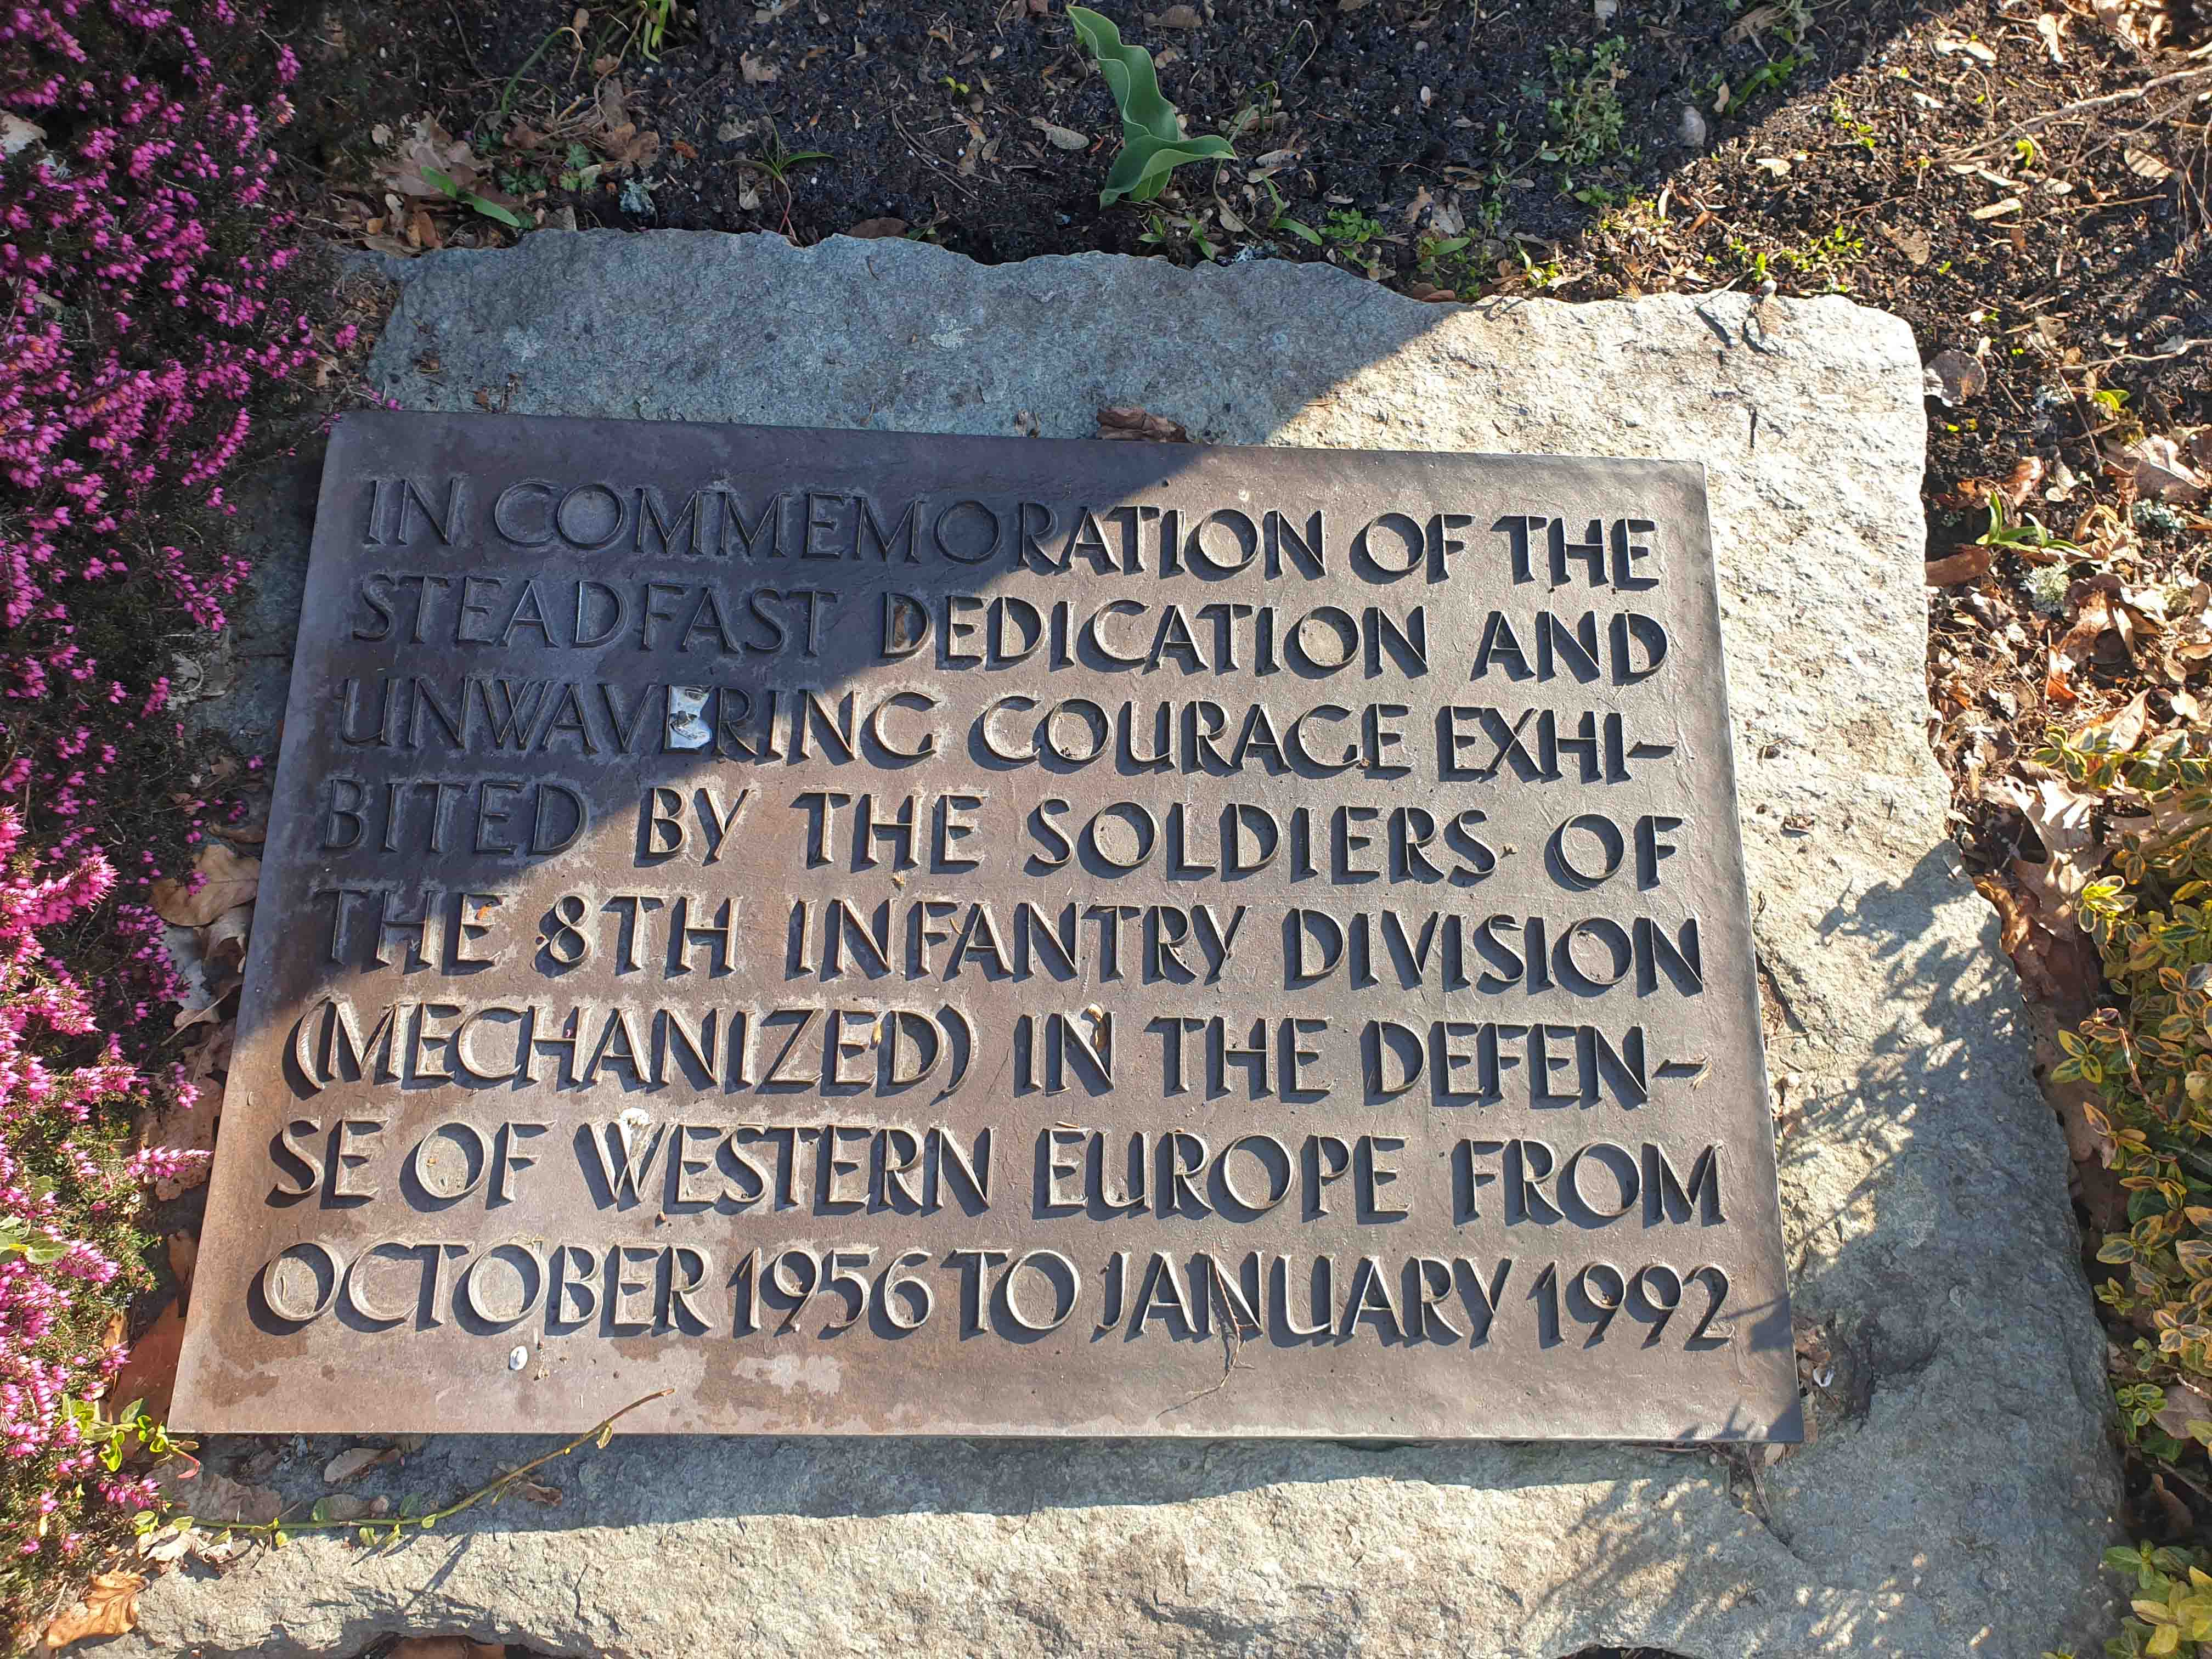 IN COMMEMORATION OF THE
STEADFAST DEDICATION AND
UNWAVERING COURAGE EXHI-
BITED BY THE SOLDIERS OF
THE 8TH INFANTRY DIVISION
(MECHANIZED) IN THE DEFEN-
SE OF WESTERN EUROPE FROM
OCTOBER 1956 TO JANUARY 1992